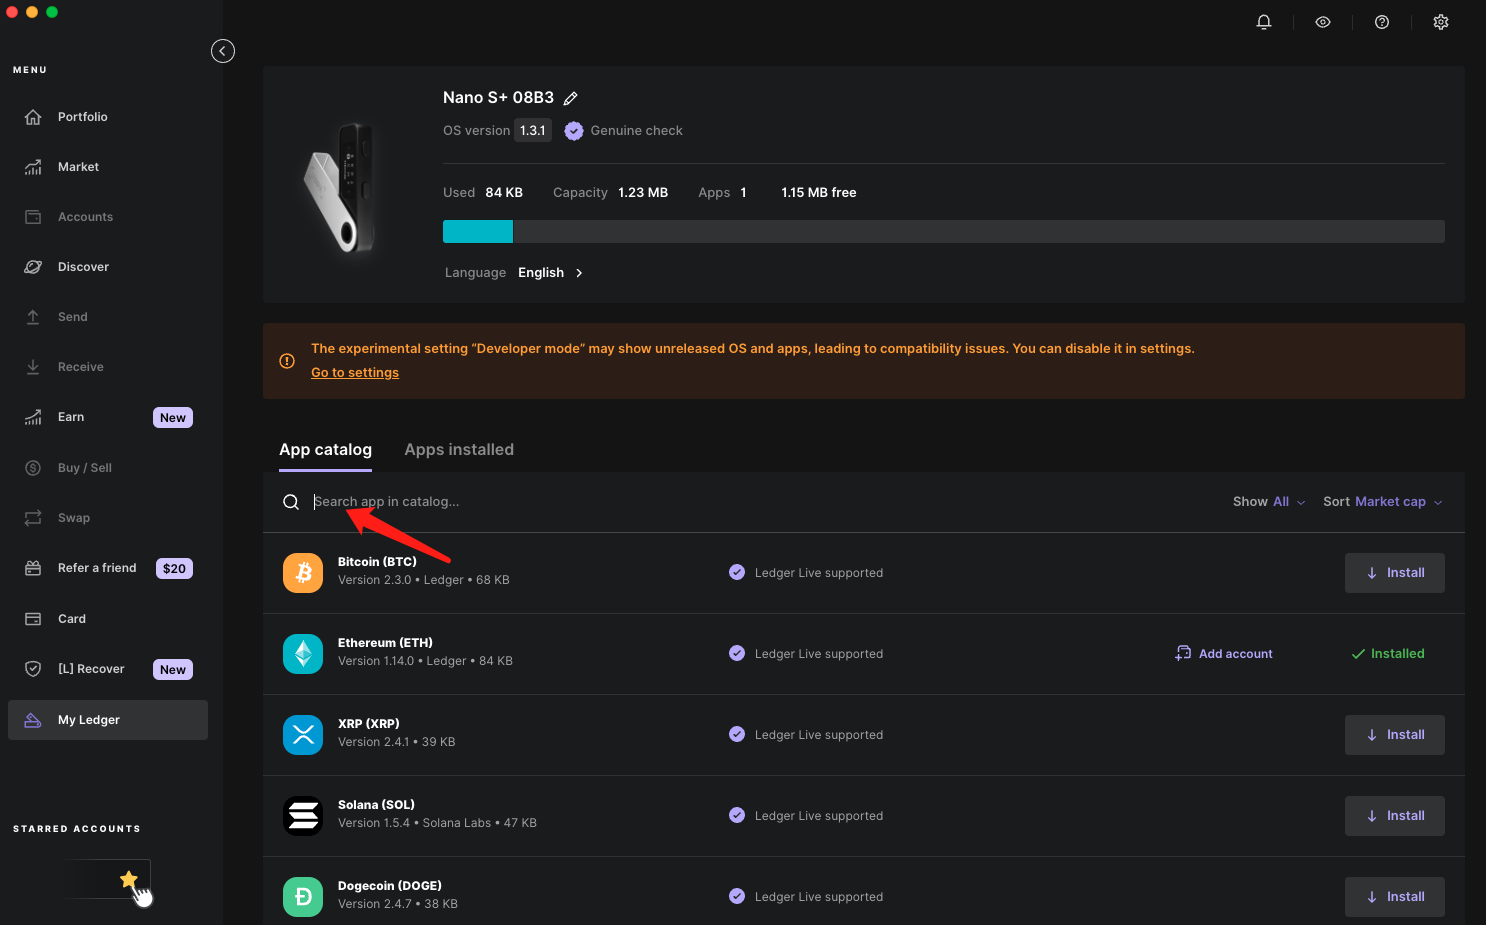 MENU
Portfolio
Market
Accounts
Discover
Send
Receive
Earn New
Buy / Sell
Swap
Refer a friend $20
Card
[L] Recover New
My Ledger
STARRED ACCOUNTS
Nano S+ 08B3
OS version 1.3.1 Genuine check
Used 84 KB Capacity 1.23 MB Apps 1 1.15 MB free
Language English
The experimental setting “Developer mode” may show unreleased OS and apps, leading to compatibility issues. You can disable it in settings.
Go to settings
App catalog Apps installed
Search app in catalog... Show All Sort Market cap
Bitcoin (BTC)
Version 2.3.0 • Ledger • 68 KB
Ledger Live supported
Install
Ethereum (ETH)
Version 1.14.0 • Ledger • 84 KB
Ledger Live supported
Add account
Installed
XRP (XRP)
Version 2.4.1 • 39 KB
Ledger Live supported
Install
Solana (SOL)
Version 1.5.4 • Solana Labs • 47 KB
Ledger Live supported
Install
Dogecoin (DOGE)
Version 2.4.7 • 38 KB
Ledger Live supported
Install